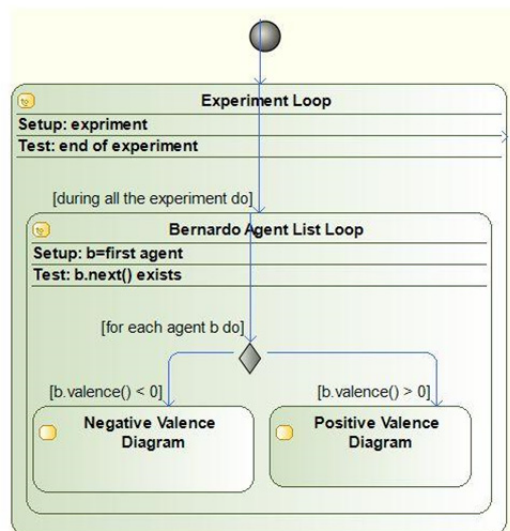 Experiment Loop
Setup: expriment
Test: end of experiment
[during all the experiment do]
Bernardo Agent List Loop
Setup: b=first agent
Test: b.next() exists
[for each agent b do]
[b.valence() < 0]
[b.valence() > 0]
Negative Valence
Diagram
Positive Valence
Diagram